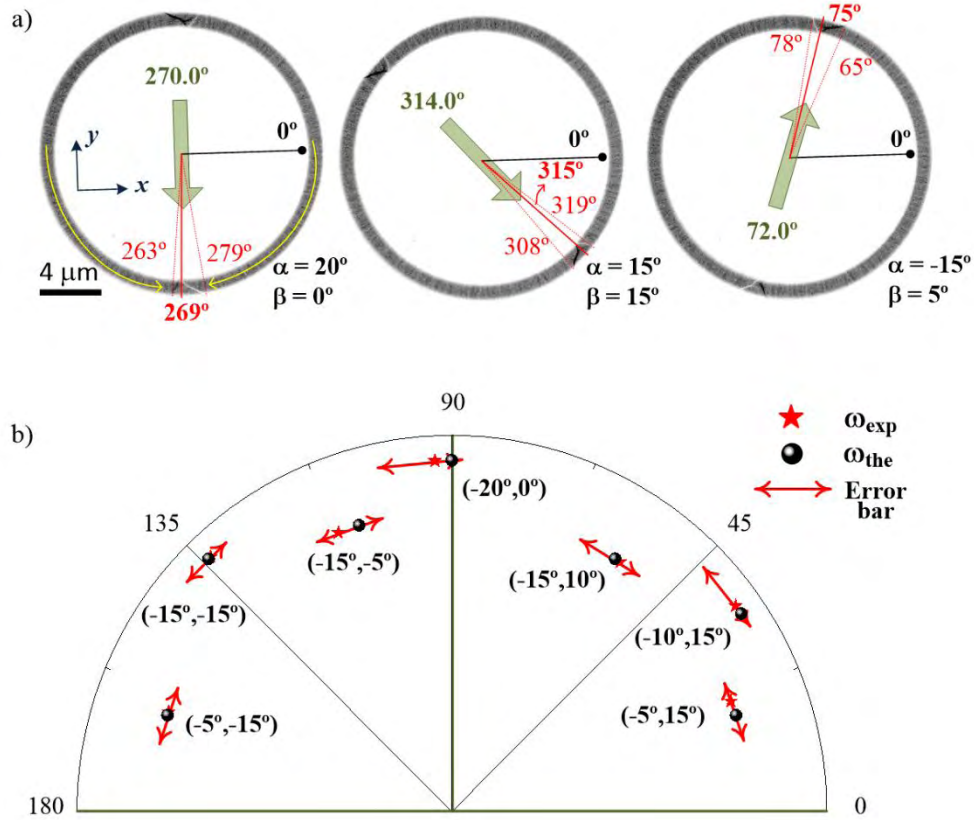 a)
270.0º
0º
y
x
263º
279º
4 µm
269º
α = 20º
β = 0º
314.0º
0º
315º
319º
308º
α = 15º
β = 15º
75º
78º
65º
0º
72.0º
α = -15º
β = 5º
b)
90
135
45
180
0
(-20º,0º)
(-15º,-5º)
(-15º,10º)
(-15º,-15º)
(-10º,15º)
(-5º,-15º)
(-5º,15º)
ωexp
ωthe
Error
bar